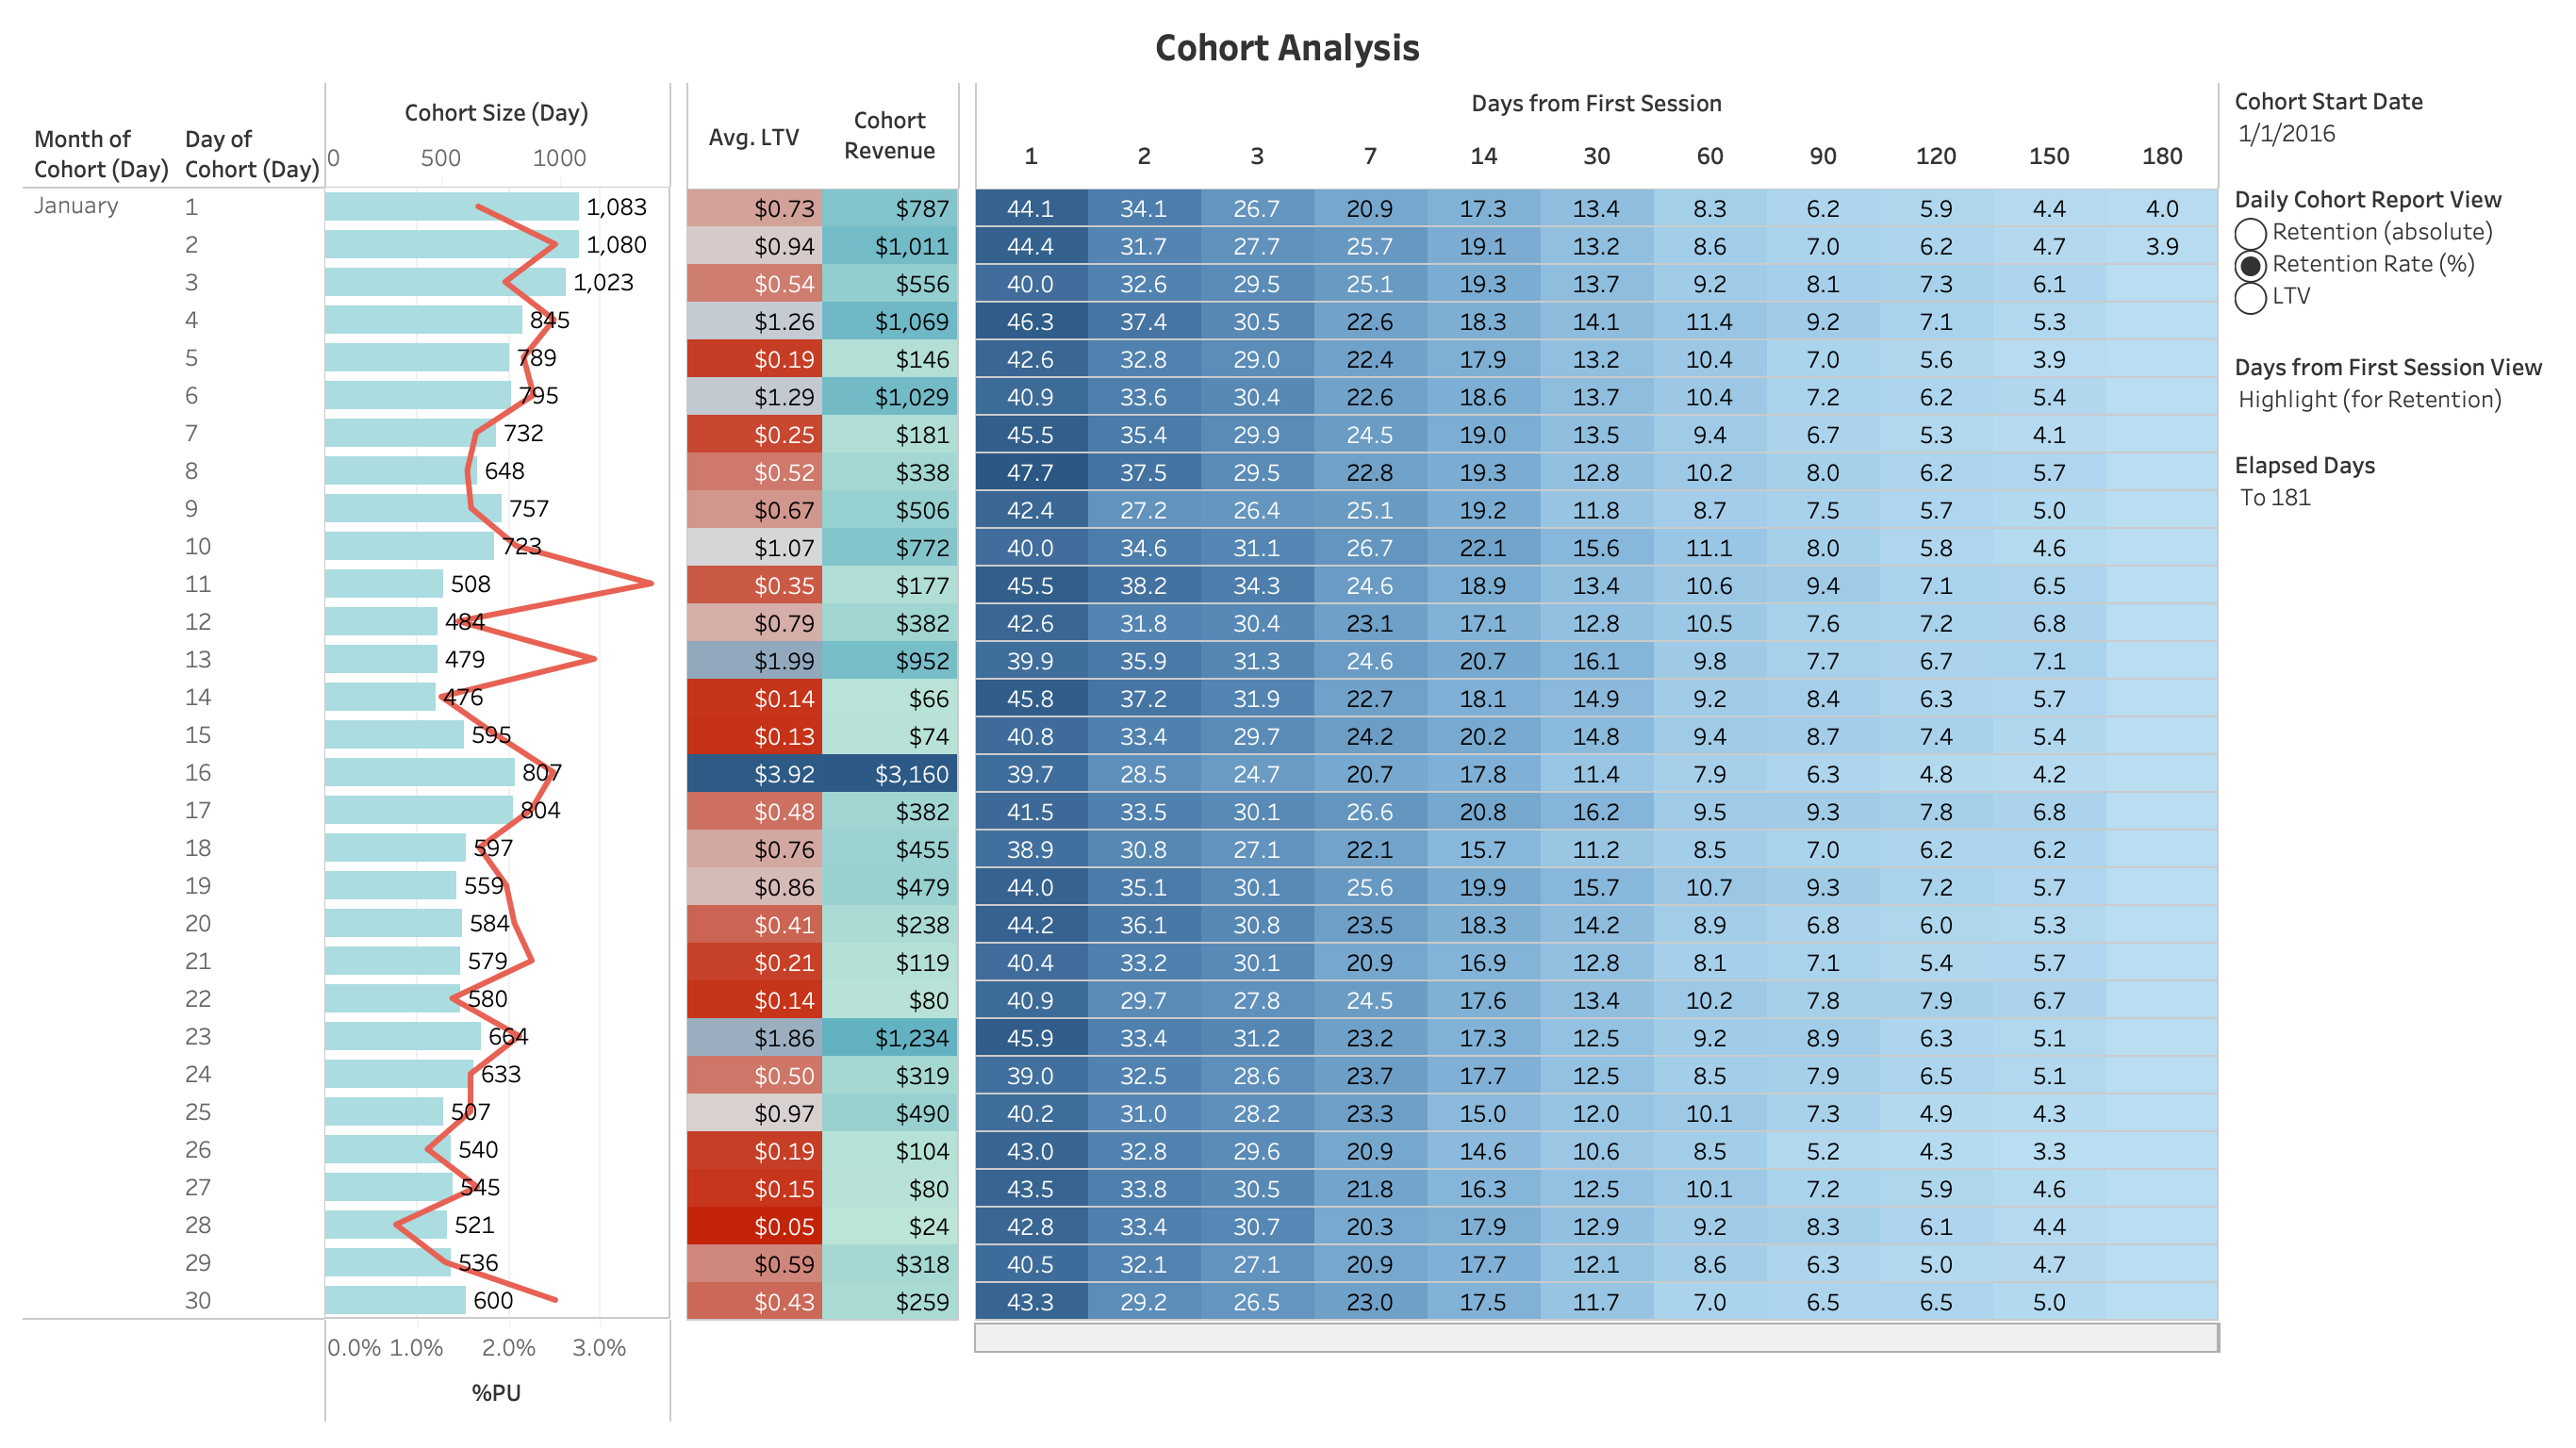 Cohort Analysis
Month of Cohort (Day) Day of Cohort (Day) Cohort Size (Day) Avg. LTV Cohort Revenue Days from First Session
0 500 1000 1 2 3 7 14 30 60 90 120 150 180
January 1 1,083 $0.73 $787 44.1 34.1 26.7 20.9 17.3 13.4 8.3 6.2 5.9 4.4 4.0
2 1,080 $0.94 $1,011 44.4 31.7 27.7 25.7 19.1 13.2 8.6 7.0 6.2 4.7 3.9
3 1,023 $0.54 $556 40.0 32.6 29.5 25.1 19.3 13.7 9.2 8.1 7.3 6.1
4 845 $1.26 $1,069 46.3 37.4 30.5 22.6 18.3 14.1 11.4 9.2 7.1 5.3
5 789 $0.19 $146 42.6 32.8 29.0 22.4 17.9 13.2 10.4 7.0 5.6 3.9
6 795 $1.29 $1,029 40.9 33.6 30.4 22.6 18.6 13.7 10.4 7.2 6.2 5.4
7 732 $0.25 $181 45.5 35.4 29.9 24.5 19.0 13.5 9.4 6.7 5.3 4.1
8 648 $0.52 $338 47.7 37.5 29.5 22.8 19.3 12.8 10.2 8.0 6.2 5.7
9 757 $0.67 $506 42.4 27.2 26.4 25.1 19.2 11.8 8.7 7.5 5.7 5.0
10 723 $1.07 $772 40.0 34.6 31.1 26.7 22.1 15.6 11.1 8.0 5.8 4.6
11 508 $0.35 $177 45.5 38.2 34.3 24.6 18.9 13.4 10.6 9.4 7.1 6.5
12 484 $0.79 $382 42.6 31.8 30.4 23.1 17.1 12.8 10.5 7.6 7.2 6.8
13 479 $1.99 $952 39.9 35.9 31.3 24.6 20.7 16.1 9.8 7.7 6.7 7.1
14 476 $0.14 $66 45.8 37.2 31.9 22.7 18.1 14.9 9.2 8.4 6.3 5.7
15 595 $0.13 $74 40.8 33.4 29.7 24.2 20.2 14.8 9.4 8.7 7.4 5.4
16 807 $3.92 $3,160 39.7 28.5 24.7 20.7 17.8 11.4 7.9 6.3 4.8 4.2
17 804 $0.48 $382 41.5 33.5 30.1 26.6 20.8 16.2 9.5 9.3 7.8 6.8
18 597 $0.76 $455 38.9 30.8 27.1 22.1 15.7 11.2 8.5 7.0 6.2 6.2
19 559 $0.86 $479 44.0 35.1 30.1 25.6 19.9 15.7 10.7 9.3 7.2 5.7
20 584 $0.41 $238 44.2 36.1 30.8 23.5 18.3 14.2 8.9 6.8 6.0 5.3
21 579 $0.21 $119 40.4 33.2 30.1 20.9 16.9 12.8 8.1 7.1 5.4 5.7
22 580 $0.14 $80 40.9 29.7 27.8 24.5 17.6 13.4 10.2 7.8 7.9 6.7
23 664 $1.86 $1,234 45.9 33.4 31.2 23.2 17.3 12.5 9.2 8.9 6.3 5.1
24 633 $0.50 $319 39.0 32.5 28.6 23.7 17.7 12.5 8.5 7.9 6.5 5.1
25 507 $0.97 $490 40.2 31.0 28.2 23.3 15.0 12.0 10.1 7.3 4.9 4.3
26 540 $0.19 $104 43.0 32.8 29.6 20.9 14.6 10.6 8.5 5.2 4.3 3.3
27 545 $0.15 $80 43.5 33.8 30.5 21.8 16.3 12.5 10.1 7.2 5.9 4.6
28 521 $0.05 $24 42.8 33.4 30.7 20.3 17.9 12.9 9.2 8.3 6.1 4.4
29 536 $0.59 $318 40.5 32.1 27.1 20.9 17.7 12.1 8.6 6.3 5.0 4.7
30 600 $0.43 $259 43.3 29.2 26.5 23.0 17.5 11.7 7.0 6.5 6.5 5.0
0.0% 1.0% 2.0% 3.0%
%PU
Cohort Start Date
1/1/2016
Daily Cohort Report View
Retention (absolute)
Retention Rate (%)
LTV
Days from First Session View
Highlight (for Retention)
Elapsed Days
To 181